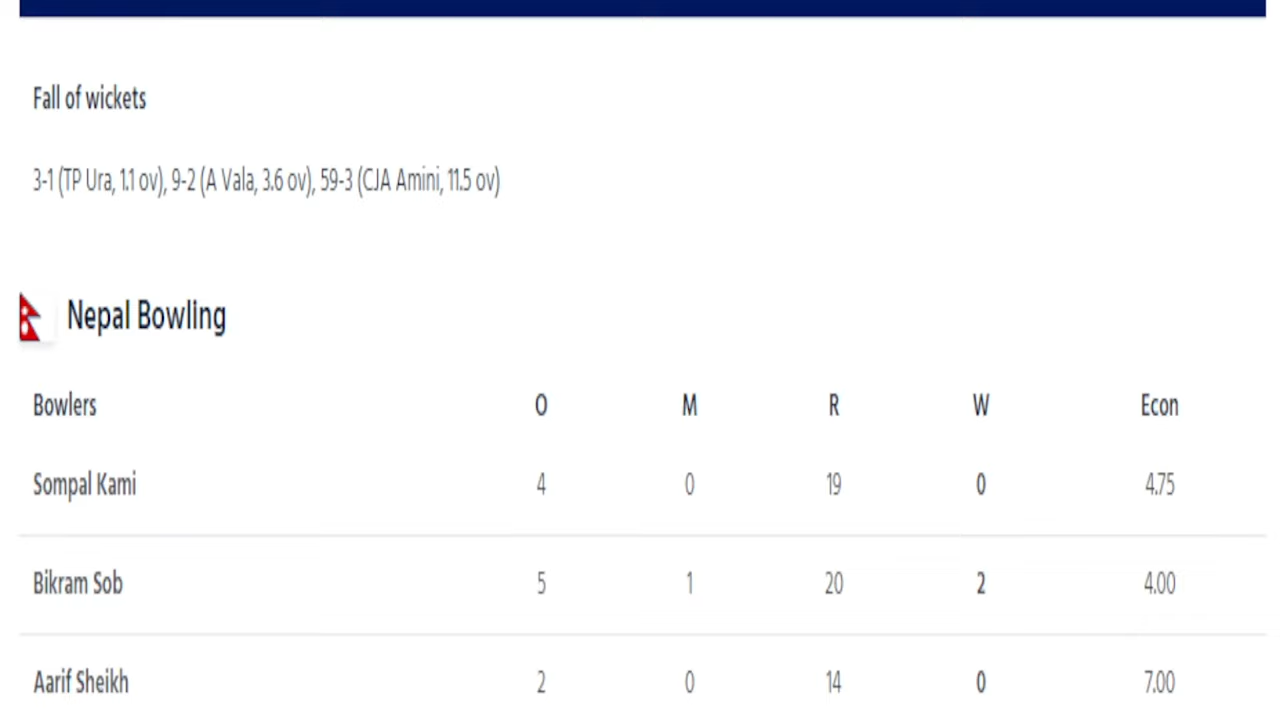 Fall of wickets
3-1 (TP Ura, 1.1 ov), 9-2 (A Vala, 3.6 ov), 59-3 (CJA Amini, 11.5 ov)
Nepal Bowling
Bowlers O M R W Econ
Sompal Kami 4 0 19 0 4.75
Bikram Sob 5 1 20 2 4.00
Aarif Sheikh 2 0 14 0 7.00